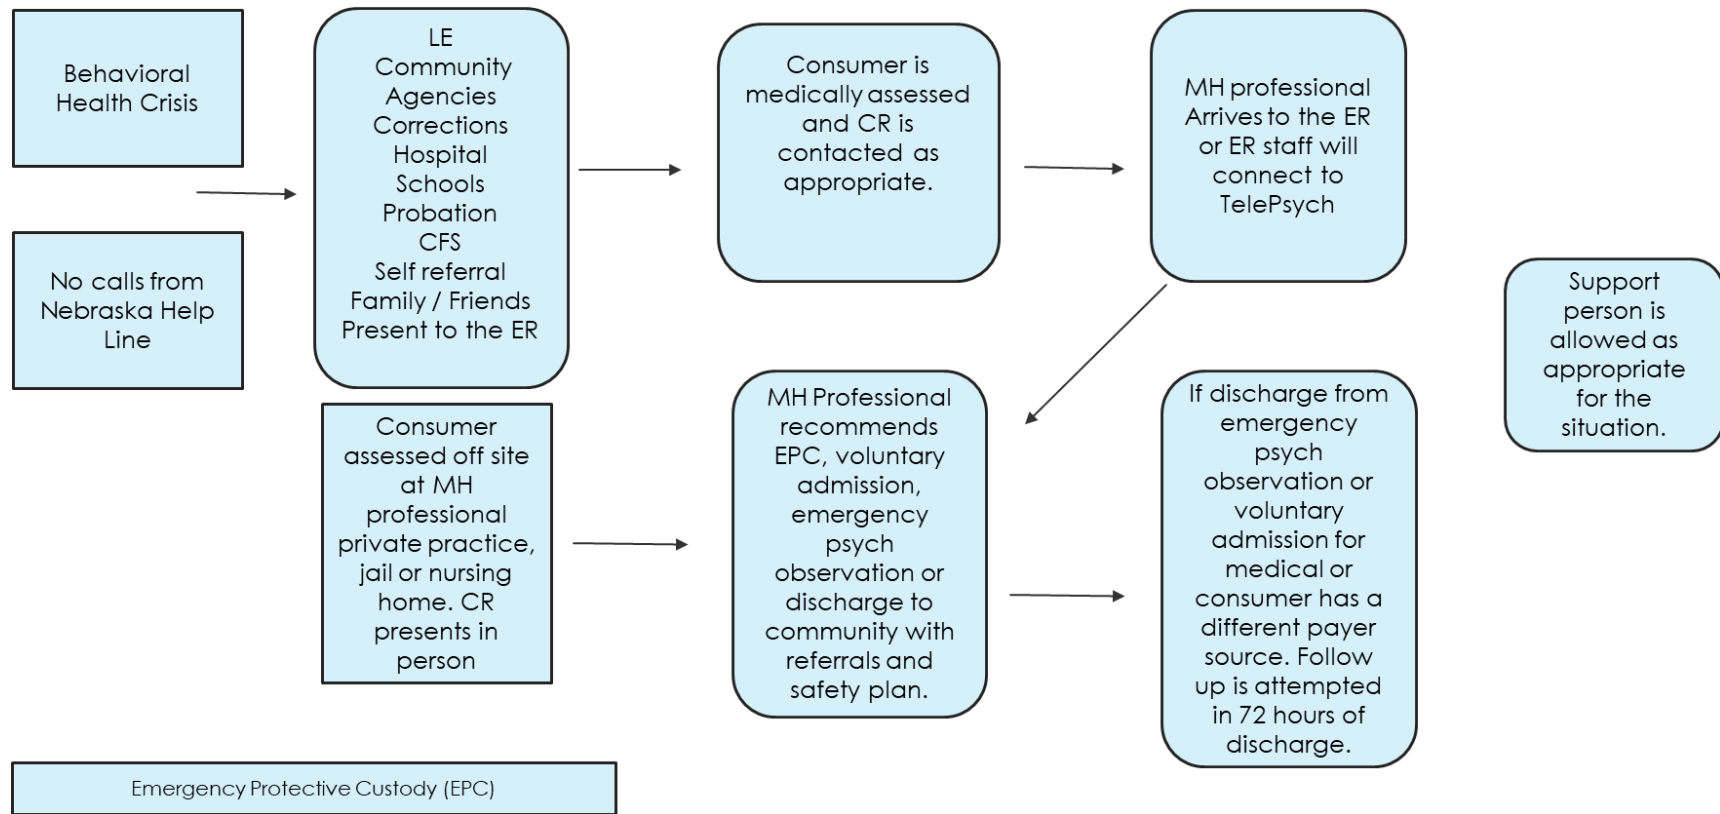 Behavioral
Health Crisis
No calls from
Nebraska Help
Line
LE
Community
Agencies
Corrections
Hospital
Schools
Probation
CFS
Self referral
Family / Friends
Present to the ER
Consumer is
medically assessed
and CR is
contacted as
appropriate.
MH professional
Arrives to the ER
or ER staff will
connect to
TelePsych
Support
person is
allowed as
appropriate
for the
situation.
Consumer
assessed off site
at MH
professional
private practice,
jail or nursing
home. CR
presents in
person
MH Professional
recommends
EPC, voluntary
admission,
emergency
psych
observation or
discharge to
community with
referrals and
safety plan.
If discharge from
emergency
psych
observation or
voluntary
admission for
medical or
consumer has a
different payer
source. Follow
up is attempted
in 72 hours of
discharge.
Emergency Protective Custody (EPC)